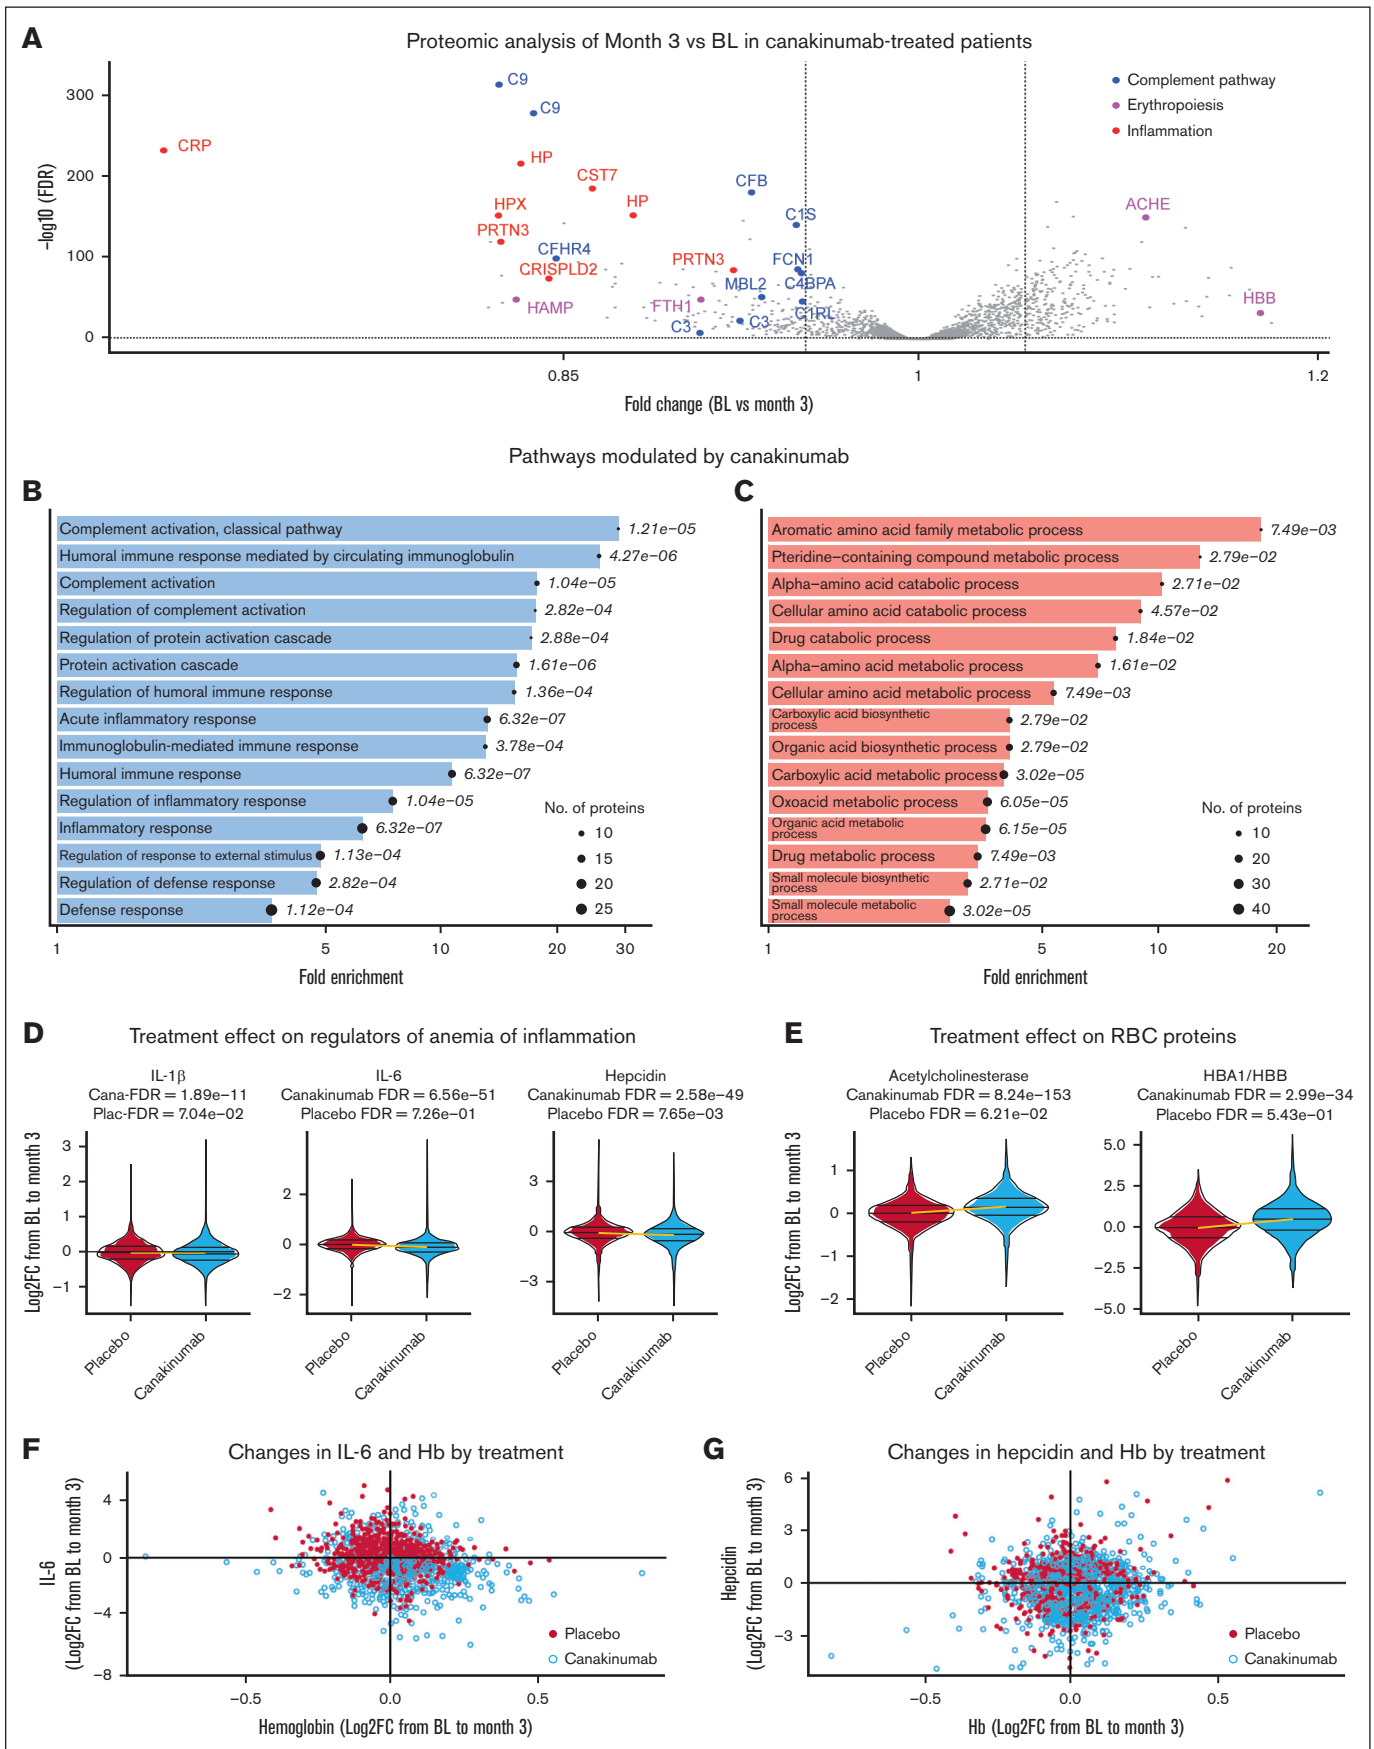 A
Proteomic analysis of Month 3 vs BL in canakinumab-treated patients
–log10 (FDR)
300
200
100
0
C9
C9
CRP
HP
CST7
HPX
HP
PRTN3
CFHR4
CRISPLD2
HAMP
CFB
C1S
PRTN3
FCN1
MBL2
C4BPA
FTH1
C1RL
C3
C3
ACHE
HBB
Complement pathway
Erythropoiesis
Inflammation
0.85
1
1.2
Fold change (BL vs month 3)
Pathways modulated by canakinumab
B
Complement activation, classical pathway 1.21e–05
Humoral immune response mediated by circulating immunoglobulin 4.27e–06
Complement activation 1.04e–05
Regulation of complement activation 2.82e–04
Regulation of protein activation cascade 2.88e–04
Protein activation cascade 1.61e–06
Regulation of humoral immune response 1.36e–04
Acute inflammatory response 6.32e–07
Immunoglobulin-mediated immune response 3.78e–04
Humoral immune response 6.32e–07
Regulation of inflammatory response 1.04e–05
Inflammatory response 6.32e–07
Regulation of response to external stimulus 1.13e–04
Regulation of defense response 2.82e–04
Defense response 1.12e–04
No. of proteins
10
15
20
25
1
5
10
20
30
Fold enrichment
C
Aromatic amino acid family metabolic process 7.49e–03
Pteridine–containing compound metabolic process 2.79e–02
Alpha–amino acid catabolic process 2.71e–02
Cellular amino acid catabolic process 4.57e–02
Drug catabolic process 1.84e–02
Alpha–amino acid metabolic process 1.61e–02
Cellular amino acid metabolic process 7.49e–03
Carboxylic acid biosynthetic
process 2.79e–02
Organic acid biosynthetic process 2.79e–02
Carboxylic acid metabolic process 3.02e–05
Oxoacid metabolic process 6.05e–05
Organic acid metabolic
process 6.15e–05
Drug metabolic process 7.49e–03
Small molecule biosynthetic
process 2.71e–02
Small molecule metabolic
process 3.02e–05
No. of proteins
10
20
30
40
1
5
10
20
Fold enrichment
D
Treatment effect on regulators of anemia of inflammation
Log2FC from BL to month 3
IL-1β
Cana-FDR = 1.89e–11
Plac-FDR = 7.04e–02
3
2
1
0
–1
Placebo
Canakinumab
IL-6
Canakinumab FDR = 6.56e–51
Placebo FDR = 7.26e–01
2
0
–2
Placebo
Canakinumab
Hepcidin
Canakinumab FDR = 2.58e–49
Placebo FDR = 7.65e–03
3
0
–3
Placebo
Canakinumab
E
Treatment effect on RBC proteins
Log2FC from BL to month 3
Acetylcholinesterase
Canakinumab FDR = 8.24e–153
Placebo FDR = 6.21e–02
1
0
–1
–2
Placebo
Canakinumab
HBA1/HBB
Canakinumab FDR = 2.99e–34
Placebo FDR = 5.43e–01
5.0
2.5
0.0
–2.5
–5.0
Placebo
Canakinumab
F
Changes in IL-6 and Hb by treatment
IL-6
(Log2FC from BL to month 3)
4
0
–4
–8
Placebo
Canakinumab
–0.5
0.0
0.5
Hemoglobin (Log2FC from BL to month 3)
G
Changes in hepcidin and Hb by treatment
Hepcidin
(Log2FC from BL to month 3)
6
3
0
–3
Placebo
Canakinumab
–0.5
0.0
0.5
Hb (Log2FC from BL to month 3)